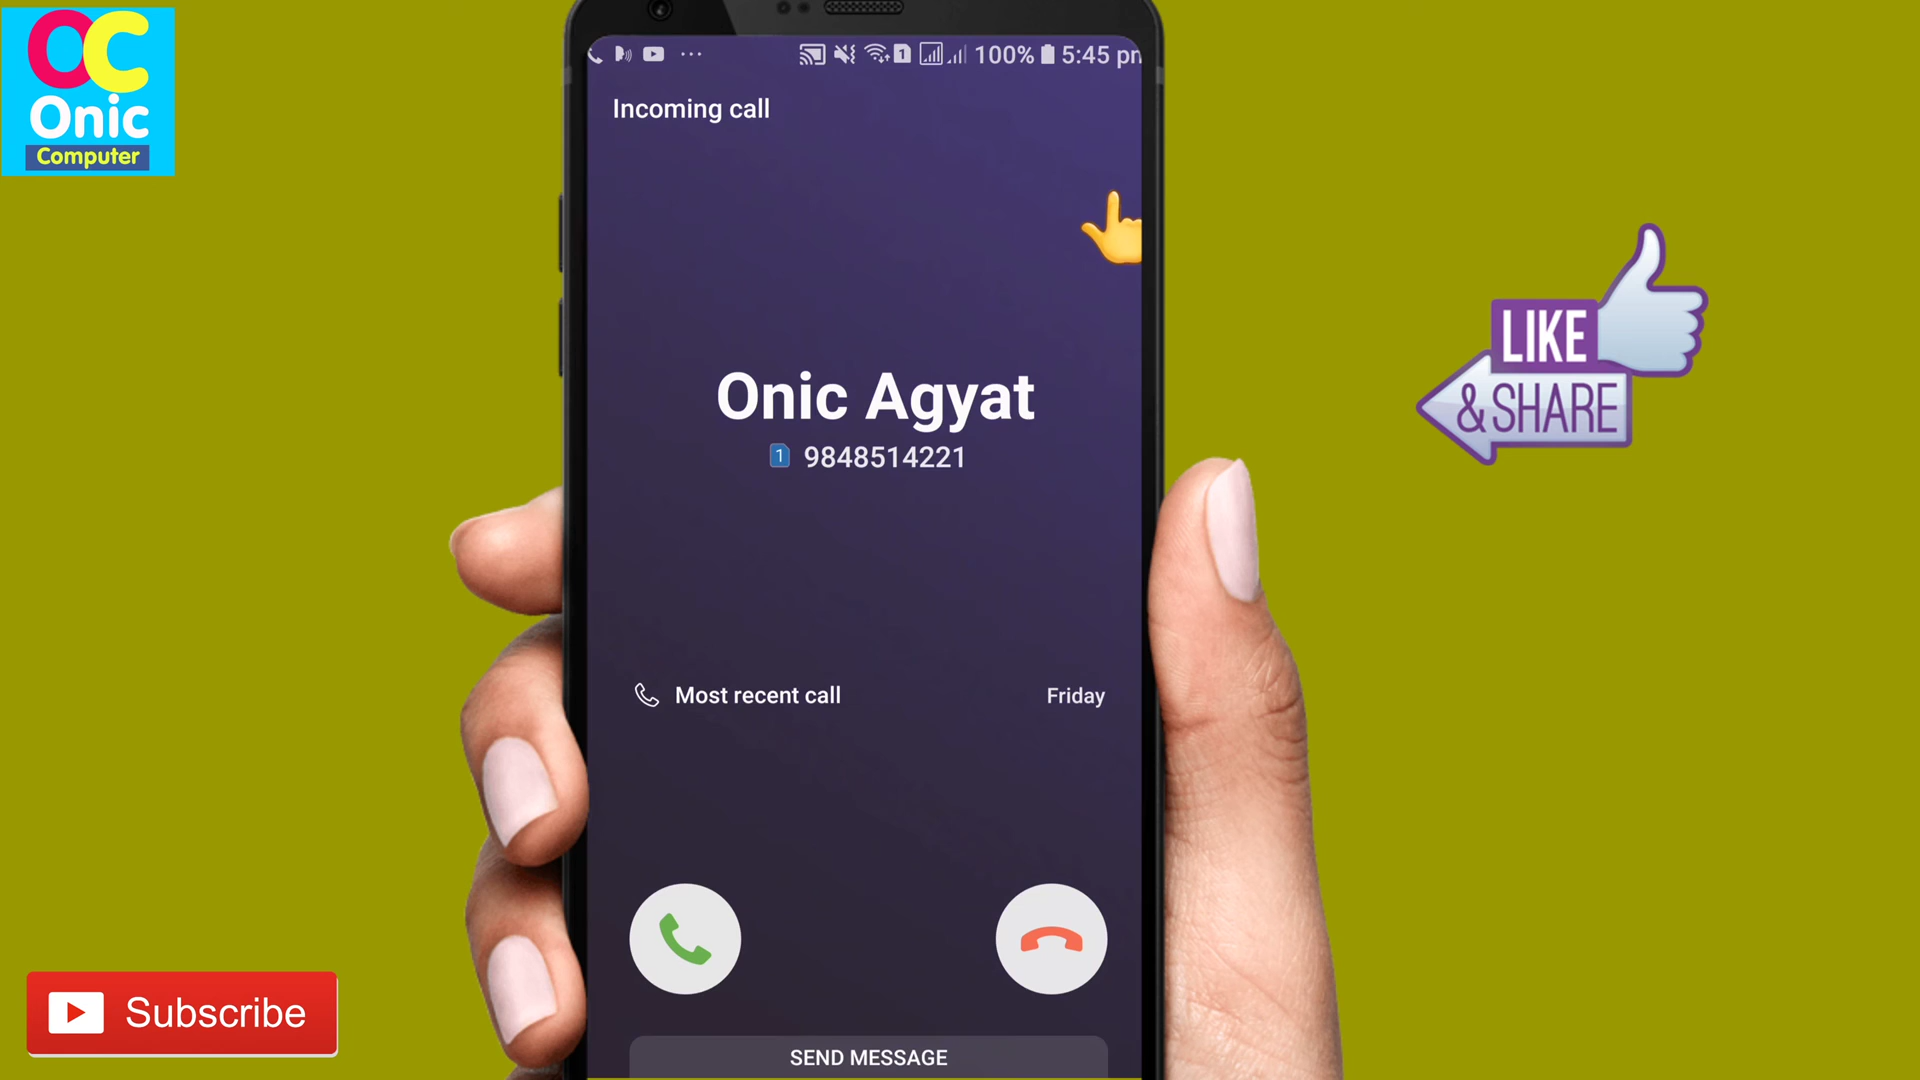 OC
Onic
Computer
1
100% 5:45 pm
Incoming call
Onic Agyat
1 9848514221
Most recent call Friday
SEND MESSAGE
LIKE
& SHARE
Subscribe